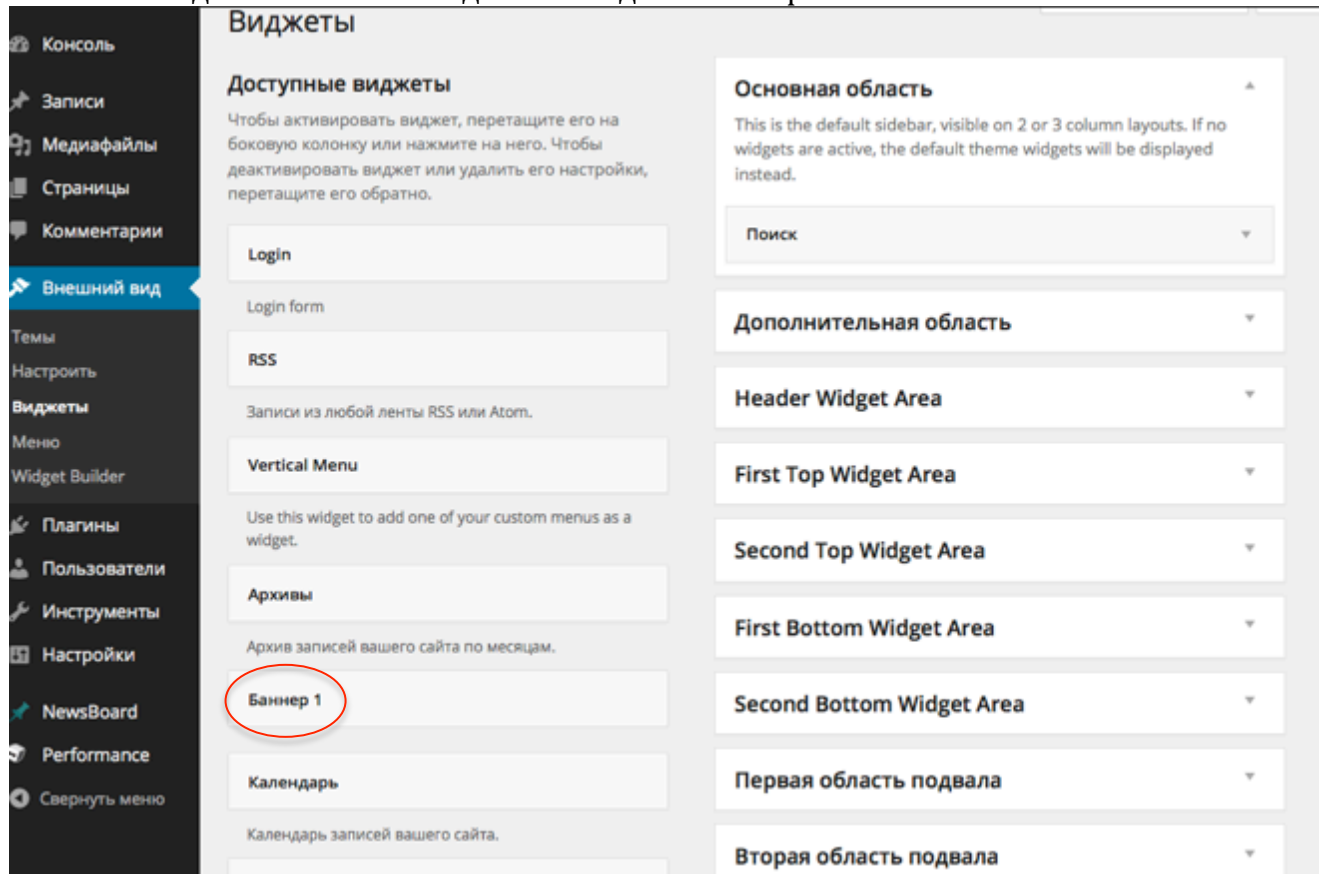 Виджеты
Консоль
Записи
Медиафайлы
Страницы
Комментарии
Внешний вид
Темы
Настроить
Виджеты
Меню
Widget Builder
Плагины
Пользователи
Инструменты
Настройки
NewsBoard
Performance
Свернуть меню
Доступные виджеты
Чтобы активировать виджет, перетащите его на
боковую колонку или нажмите на него. Чтобы
деактивировать виджет или удалить его настройки,
перетащите его обратно.
Login
Login form
RSS
Записи из любой ленты RSS или Atom.
Vertical Menu
Use this widget to add one of your custom menus as a
widget.
Архивы
Архив записей вашего сайта по месяцам.
Баннер 1
Календарь
Календарь записей вашего сайта.
Основная область
This is the default sidebar, visible on 2 or 3 column layouts. If no
widgets are active, the default theme widgets will be displayed
instead.
Поиск
Дополнительная область
Header Widget Area
First Top Widget Area
Second Top Widget Area
First Bottom Widget Area
Second Bottom Widget Area
Первая область подвала
Вторая область подвала